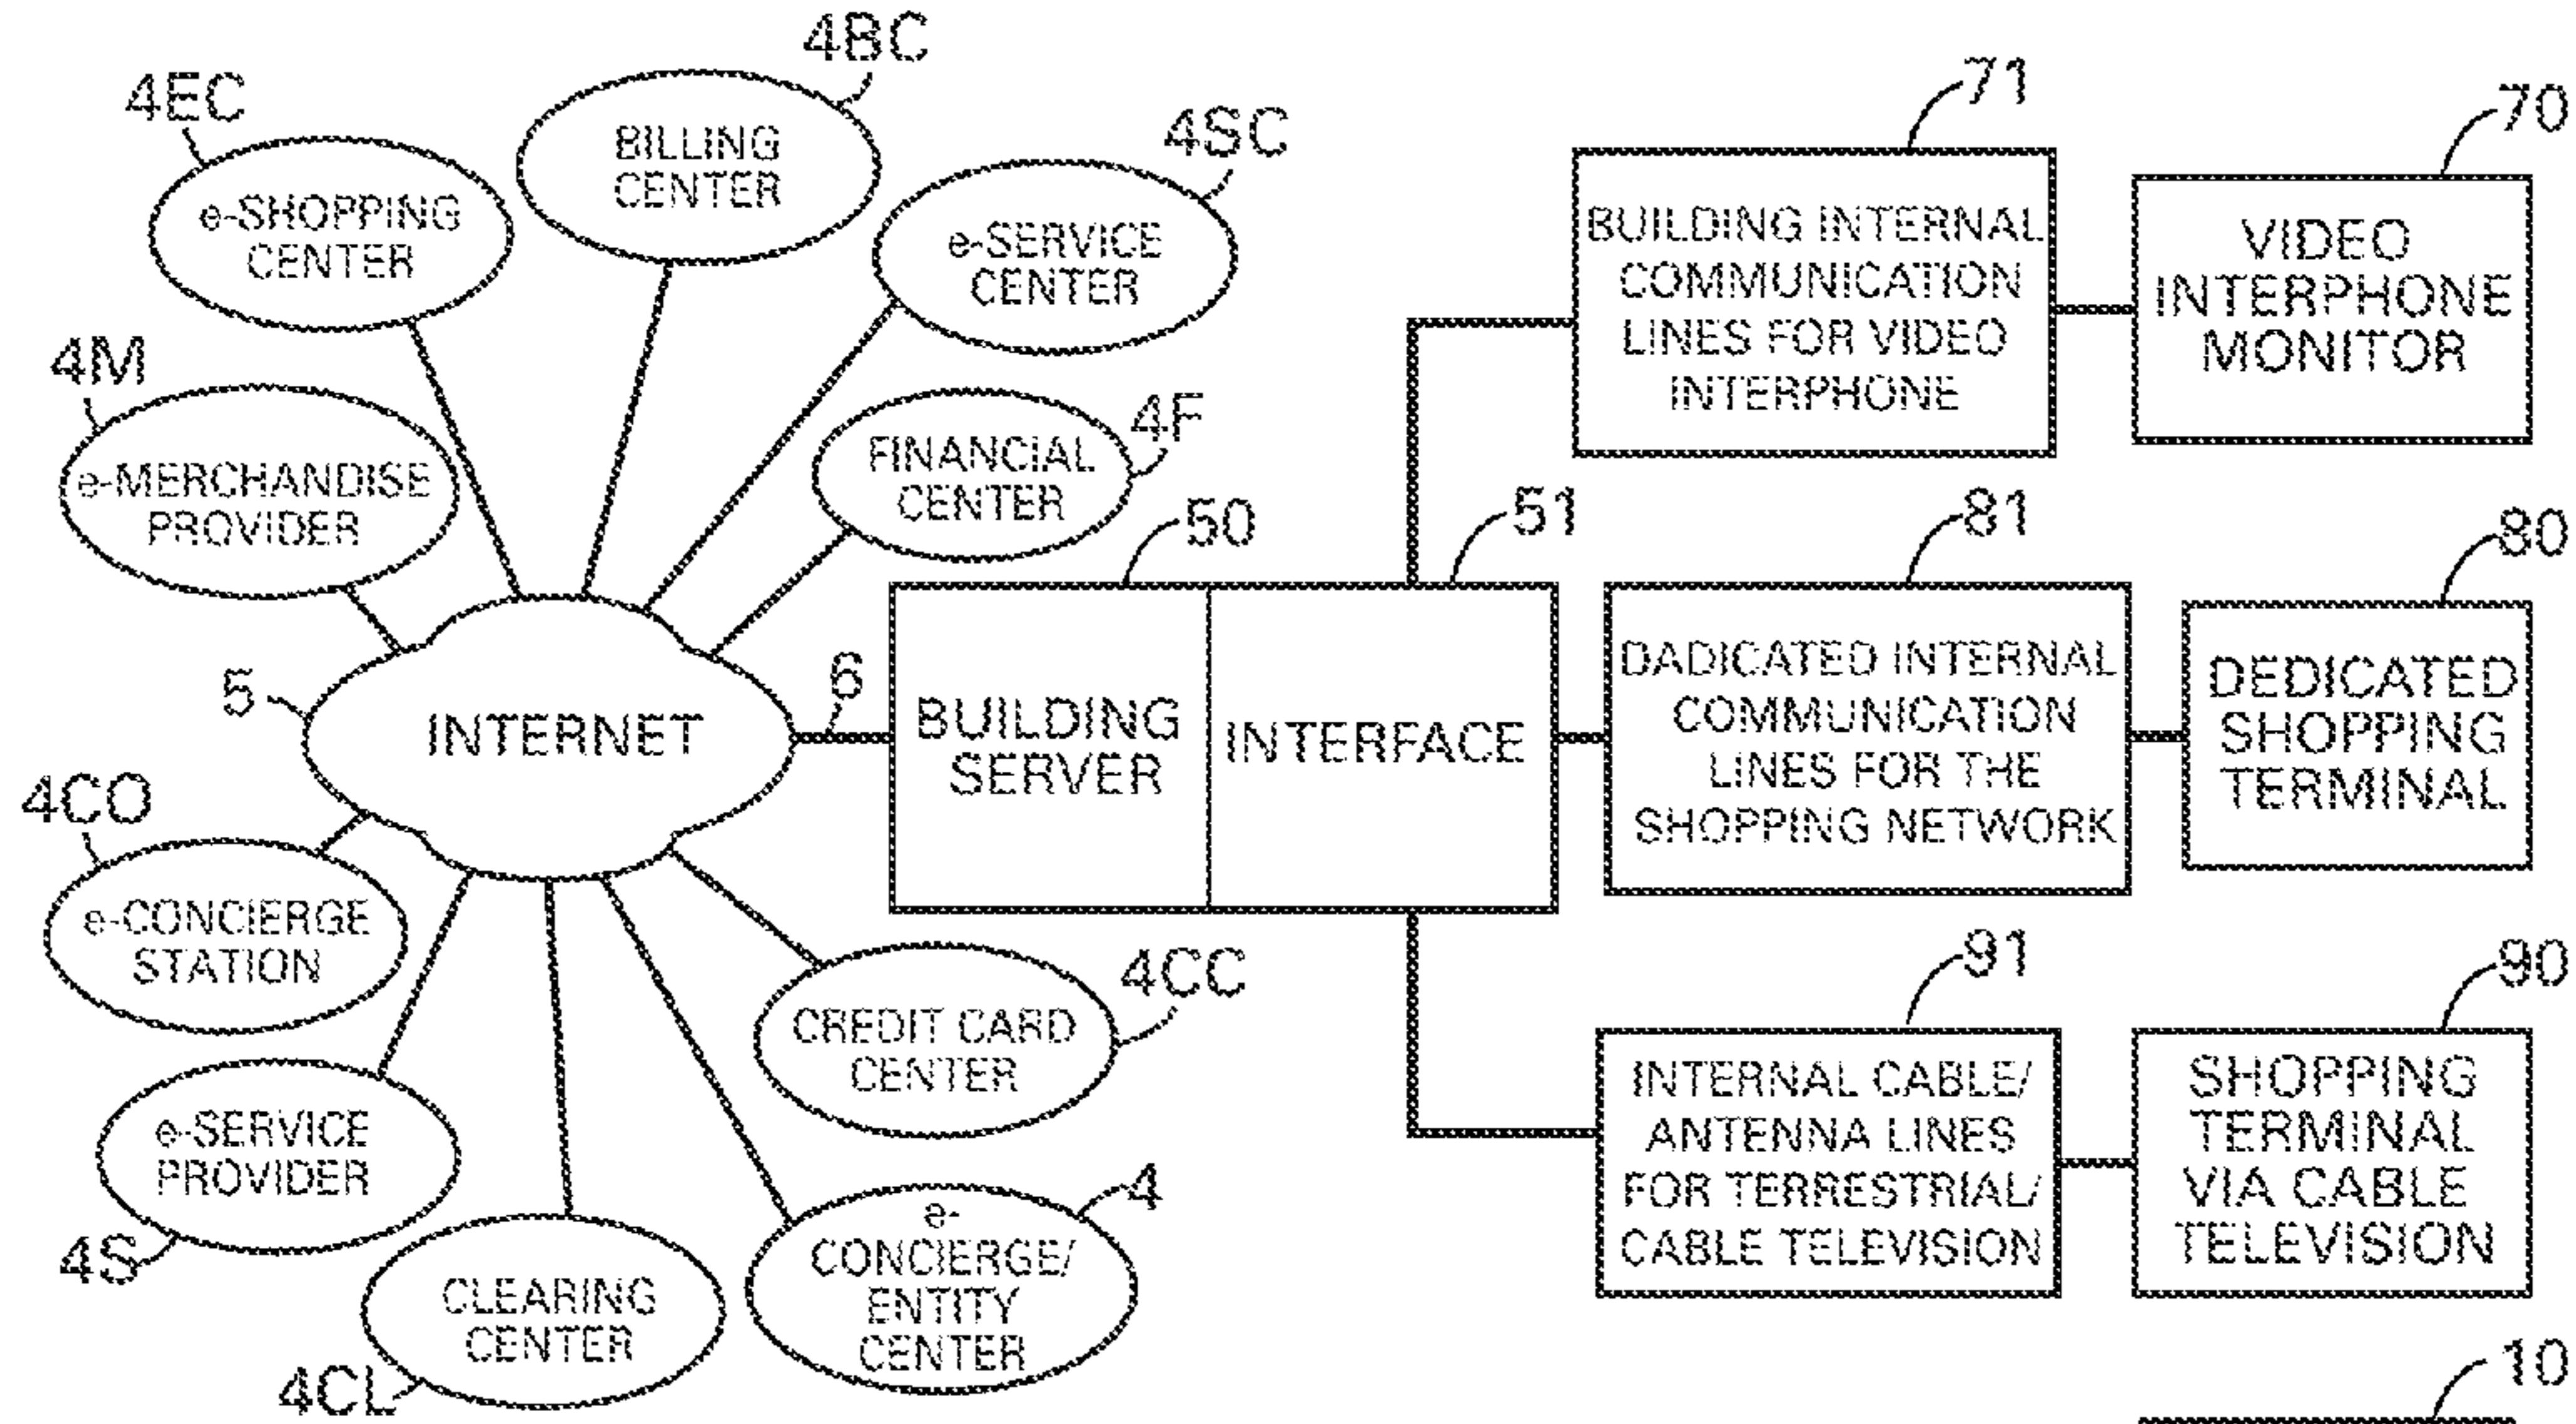 4BC
4EC
71
70
4SC
BILLING
CENTER
e-SHOPPING
CENTER
e-SERVICE
CENTER
BUILDING INTERNAL
COMMUNICATION
LINES FOR VIDEO
INTERPHONE
VIDEO
INTERPHONE
MONITOR
4M
4F
e-MERCHANDISE
PROVIDER
FINANCIAL
CENTER
50
51
81
80
5
6
INTERNET
BUILDING
SERVER
INTERFACE
DADICATED INTERNAL
COMMUNICATION
LINES FOR THE
SHOPPING NETWORK
DEDICATED
SHOPPING
TERMINAL
4CO
e-CONCIERGE
STATION
4CC
91
90
CREDIT CARD
CENTER
INTERNAL CABLE/
ANTENNA LINES
FOR TERRESTRIAL/
CABLE TELEVISION
SHOPPING
TERMINAL
VIA CABLE
TELEVISION
e-SERVICE
PROVIDER
4S
4
e-
CONCIERGE/
ENTITY
CENTER
CLEARING
CENTER
4CL
10